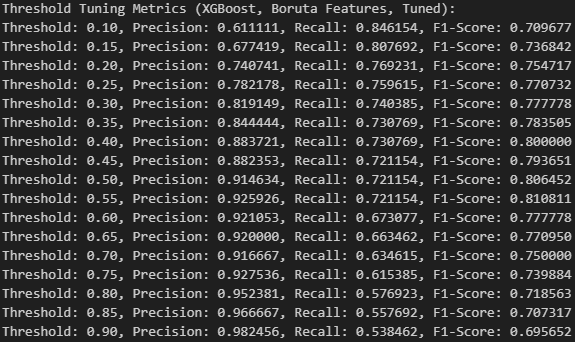 Threshold Tuning Metrics (XGBoost, Boruta Features, Tuned):
Threshold: 0.10, Precision: 0.611111, Recall: 0.846154, F1-Score: 0.709677
Threshold: 0.15, Precision: 0.677419, Recall: 0.807692, F1-Score: 0.736842
Threshold: 0.20, Precision: 0.740741, Recall: 0.769231, F1-Score: 0.754717
Threshold: 0.25, Precision: 0.782178, Recall: 0.759615, F1-Score: 0.770732
Threshold: 0.30, Precision: 0.819149, Recall: 0.740385, F1-Score: 0.777778
Threshold: 0.35, Precision: 0.844444, Recall: 0.730769, F1-Score: 0.783505
Threshold: 0.40, Precision: 0.883721, Recall: 0.730769, F1-Score: 0.800000
Threshold: 0.45, Precision: 0.882353, Recall: 0.721154, F1-Score: 0.793651
Threshold: 0.50, Precision: 0.914634, Recall: 0.721154, F1-Score: 0.806452
Threshold: 0.55, Precision: 0.925926, Recall: 0.721154, F1-Score: 0.810811
Threshold: 0.60, Precision: 0.921053, Recall: 0.673077, F1-Score: 0.777778
Threshold: 0.65, Precision: 0.920000, Recall: 0.663462, F1-Score: 0.770950
Threshold: 0.70, Precision: 0.916667, Recall: 0.634615, F1-Score: 0.750000
Threshold: 0.75, Precision: 0.927536, Recall: 0.615385, F1-Score: 0.739884
Threshold: 0.80, Precision: 0.952381, Recall: 0.576923, F1-Score: 0.718563
Threshold: 0.85, Precision: 0.966667, Recall: 0.557692, F1-Score: 0.707317
Threshold: 0.90, Precision: 0.982456, Recall: 0.538462, F1-Score: 0.695652